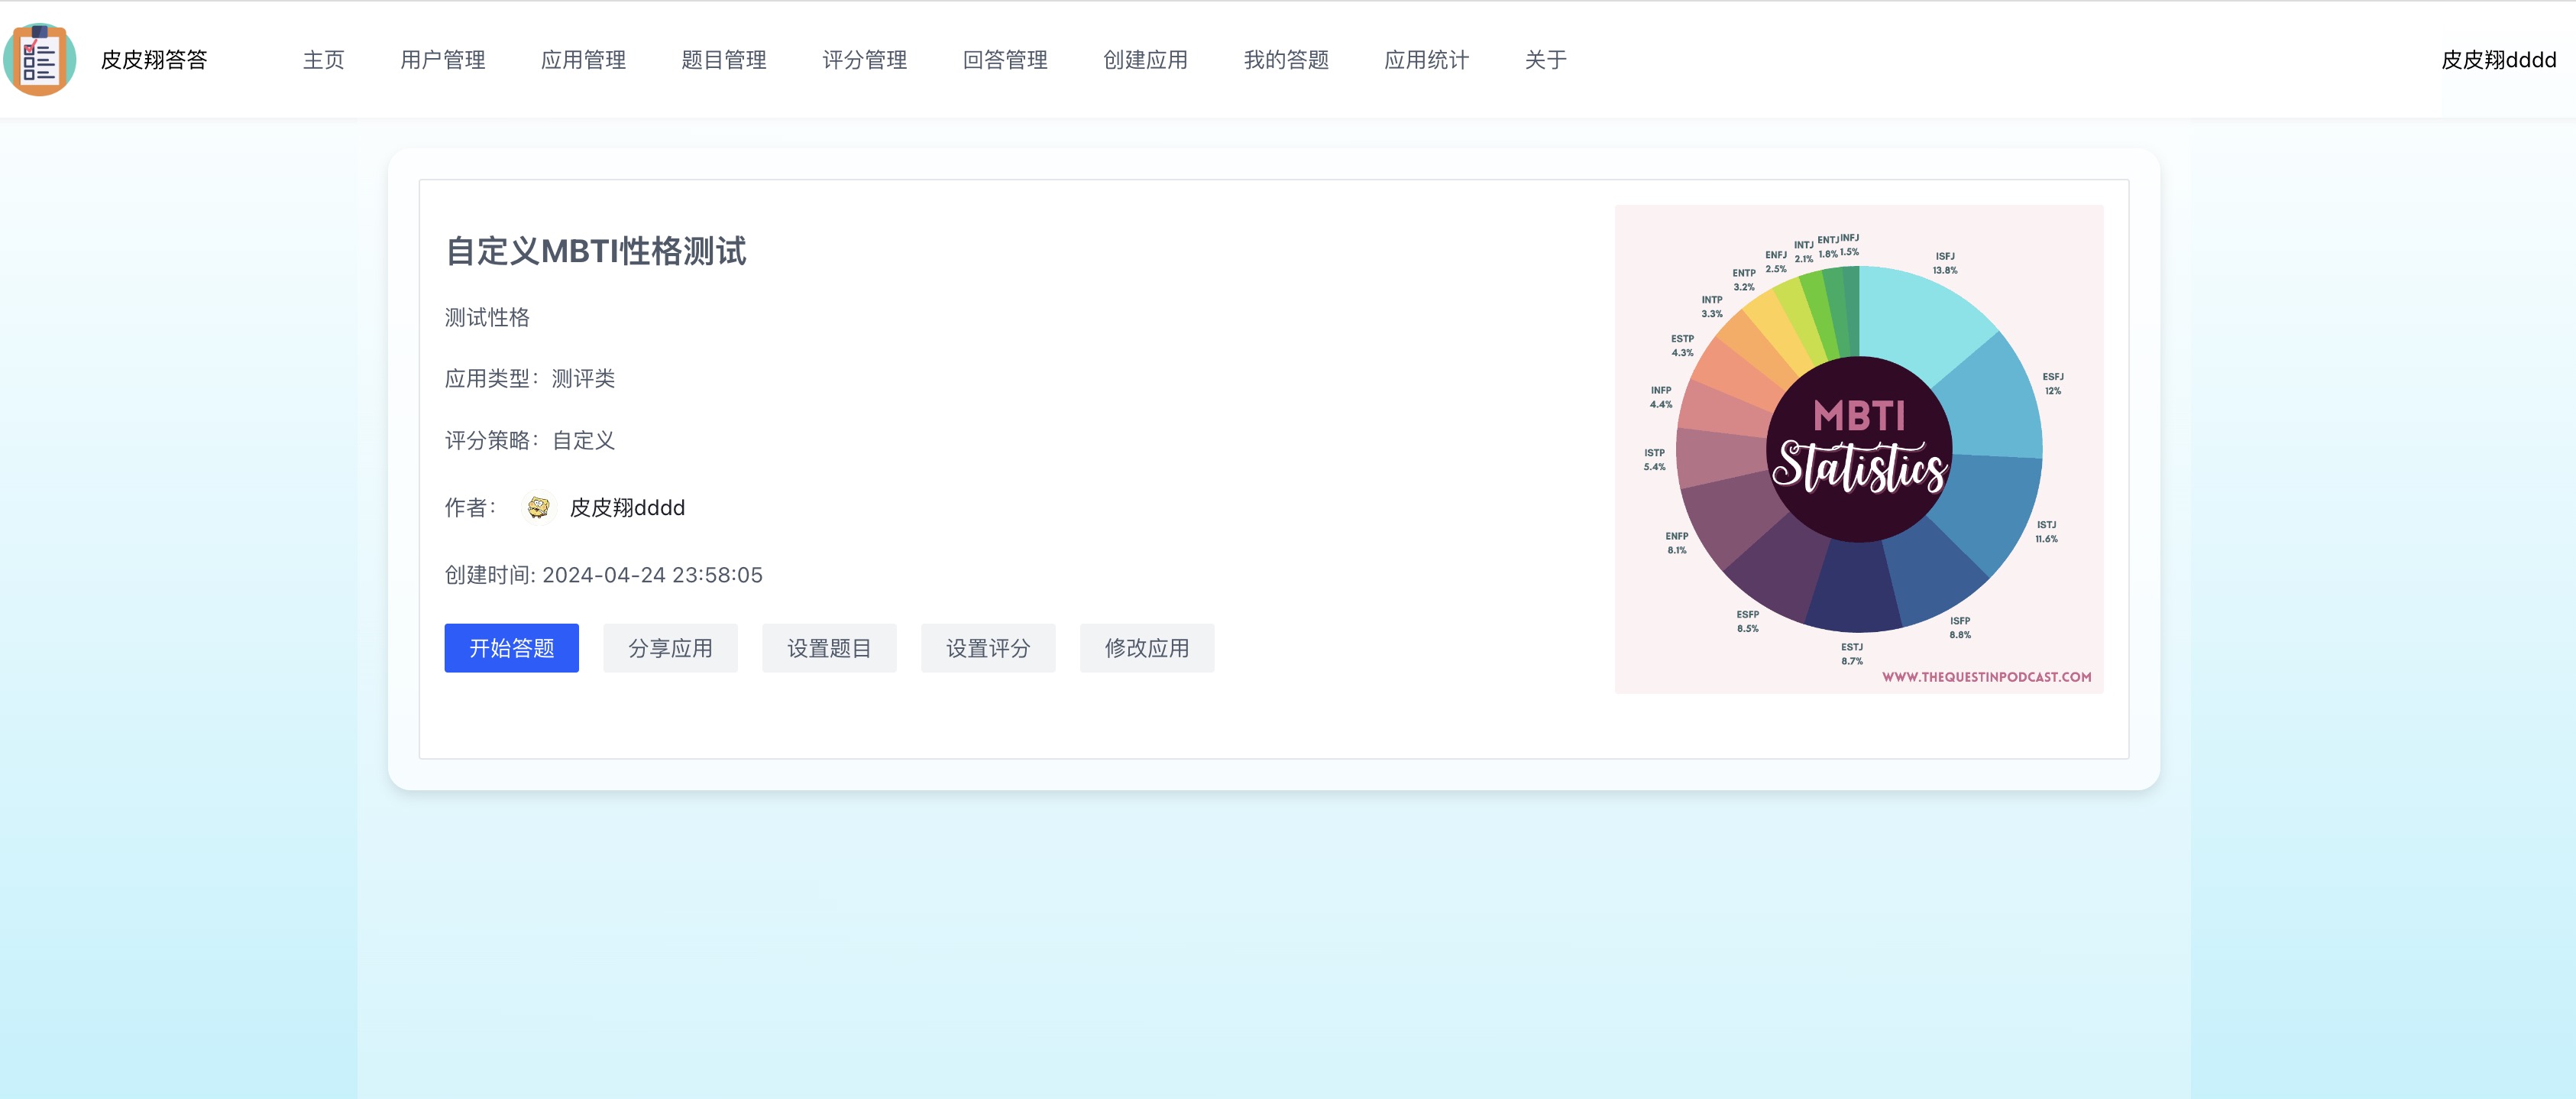 皮皮翔答答 主页 用户管理 应用管理 题目管理 评分管理 回答管理 创建应用 我的答题 应用统计 关于 皮皮翔dddd
自定义MBTI性格测试
测试性格
应用类型：测评类
评分策略：自定义
作者： 皮皮翔dddd
创建时间: 2024-04-24 23:58:05
开始答题 分享应用 设置题目 设置评分 修改应用
ISFJ
13.8%
ESFJ
12%
ISTJ
11.6%
ISFP
8.8%
ESTJ
8.7%
ESFP
8.5%
ENFP
8.1%
ISTP
5.4%
INFP
4.4%
ESTP
4.3%
INTP
3.3%
ENTP
3.2%
ENFJ
2.5%
INTJ
2.1%
ENTJ
1.8%
INFJ
1.5%
MBTI
Statistics
WWW.THEQUESTINPODCAST.COM